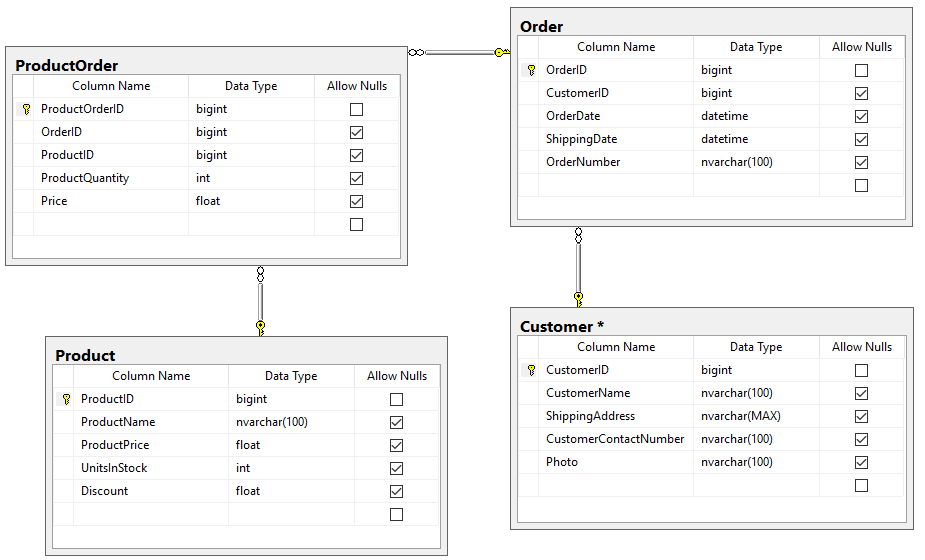 ProductOrder
Column Name Data Type Allow Nulls
ProductOrderID bigint
OrderID bigint
ProductID bigint
ProductQuantity int
Price float
Order
Column Name Data Type Allow Nulls
OrderID bigint
CustomerID bigint
OrderDate datetime
ShippingDate datetime
OrderNumber nvarchar(100)
Product
Column Name Data Type Allow Nulls
ProductID bigint
ProductName nvarchar(100)
ProductPrice float
UnitsInStock int
Discount float
Customer *
Column Name Data Type Allow Nulls
CustomerID bigint
CustomerName nvarchar(100)
ShippingAddress nvarchar(MAX)
CustomerContactNumber nvarchar(100)
Photo nvarchar(100)